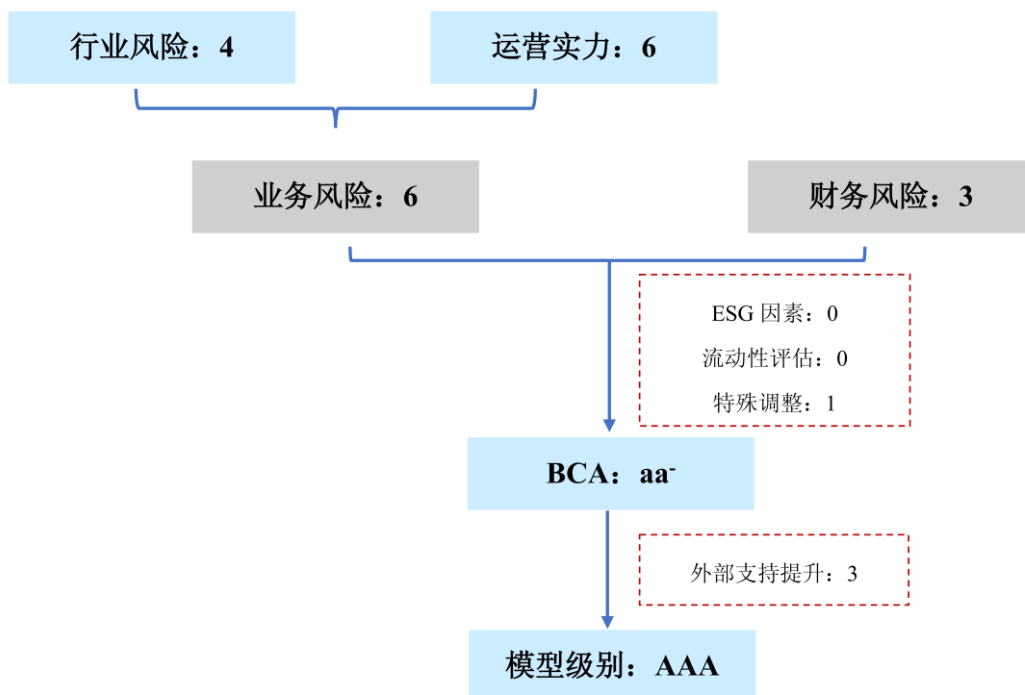 行业风险：4
运营实力：6
业务风险：6
财务风险：3
ESG 因素：0
流动性评估：0
特殊调整：1
BCA：aa-
外部支持提升：3
模型级别：AAA